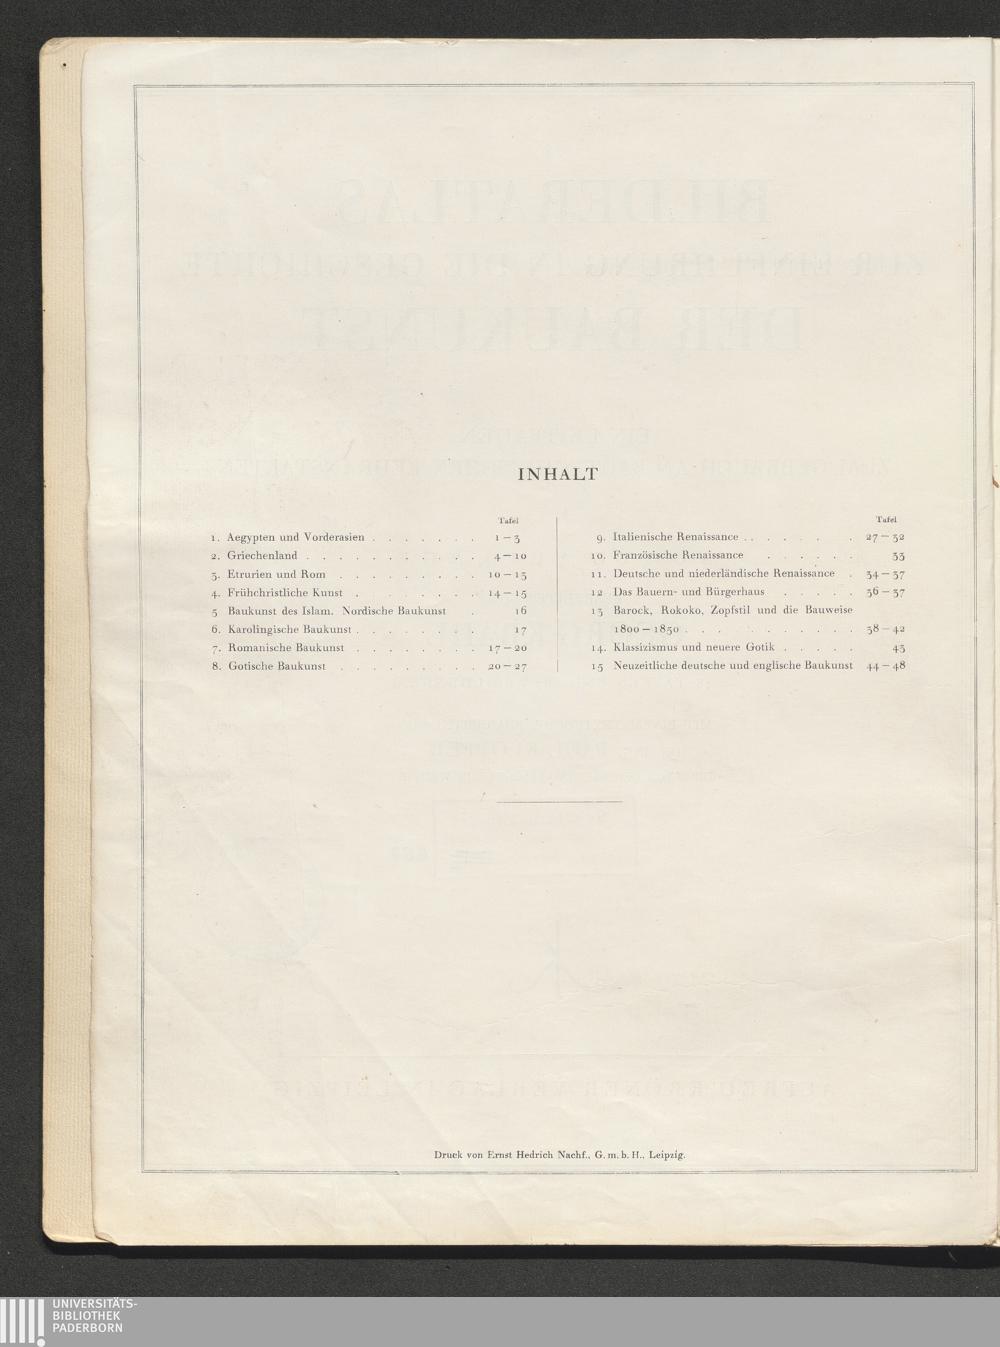 INHALT
Tafel
1. Aegypten und Vorderasien . . . . . . . 1 — 3
2. Griechenland . . . . . . . . . . . 4 — 10
3. Etrurien und Rom . . . . . . . . . 10 — 13
4. Frühchristliche Kunst . . . . . . . . 14 — 15
5 Baukunst des Islam. Nordische Baukunst . 16
6. Karolingische Baukunst . . . . . . . . 17
7. Romanische Baukunst . . . . . . . . 17 — 20
8. Gotische Baukunst . . . . . . . . . 20 — 27
Tafel
9. Italienische Renaissance . . . . . . . 27 — 32
10. Französische Renaissance . . . . . . 33
11. Deutsche und niederländische Renaissance . 34 — 37
12 Das Bauern- und Bürgerhaus . . . . . 36 — 37
13 Barock, Rokoko, Zopfstil und die Bauweise
1800 — 1850 . . . . . . . . . . 38 — 42
14. Klassizismus und neuere Gotik . . . . . 43
15 Neuzeitliche deutsche und englische Baukunst 44 — 48
Druck von Ernst Hedrich Nachf., G. m. b. H., Leipzig.
UNIVERSITÄTS-
BIBLIOTHEK
PADERBORN